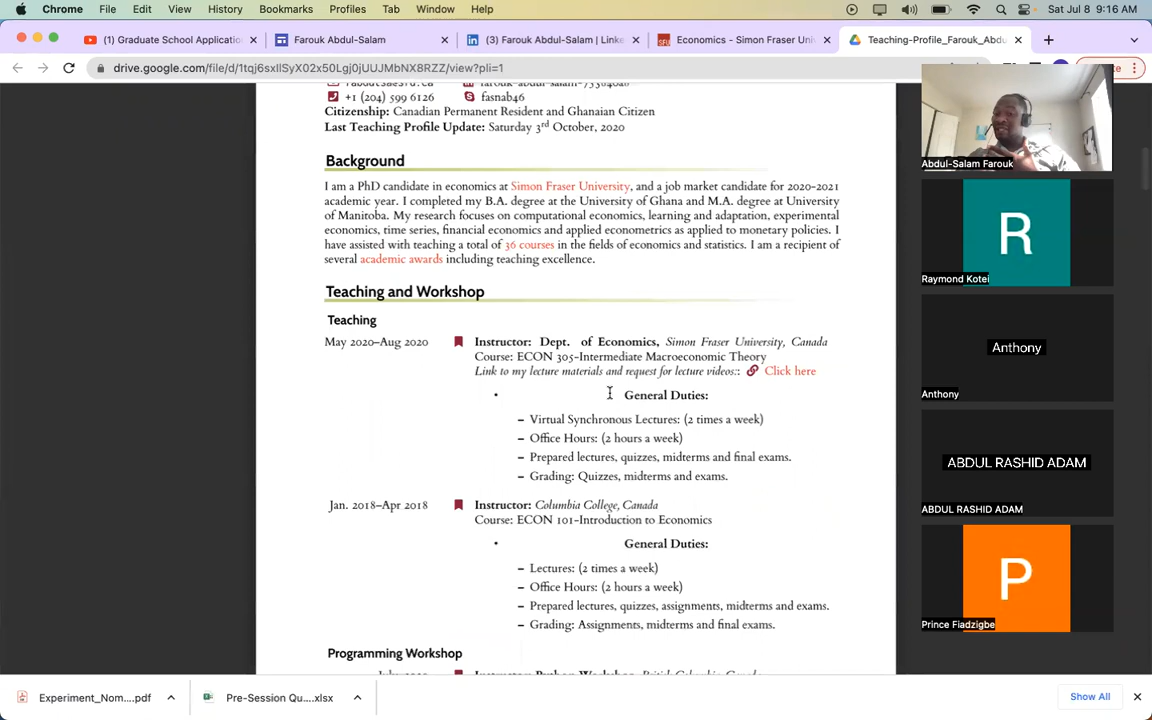 Chrome File Edit View History Bookmarks Profiles Tab Window Help Sat Jul 8 9:16 AM
(1) Graduate School Applicatio Farouk Abdul-Salam (3) Farouk Abdul-Salam | Linke Economics - Simon Fraser Uni Teaching-Profile_Farouk_Abdu
drive.google.com/file/d/1tqj6sxIlSyX02x50Lgj0jUUJMbNX8RZZ/view?pli=1
+1 (204) 599 6126 fasnab46
Citizenship: Canadian Permanent Resident and Ghanaian Citizen
Last Teaching Profile Update: Saturday 3rd October, 2020
Background
I am a PhD candidate in economics at Simon Fraser University, and a job market candidate for 2020-2021
academic year. I completed my B.A. degree at the University of Ghana and M.A. degree at University
of Manitoba. My research focuses on computational economics, learning and adaptation, experimental
economics, time series, financial economics and applied econometrics as applied to monetary policies. I
have assisted with teaching a total of 36 courses in the fields of economics and statistics. I am a recipient of
several academic awards including teaching excellence.
Teaching and Workshop
Teaching
May 2020–Aug 2020 Instructor: Dept. of Economics, Simon Fraser University, Canada
Course: ECON 305-Intermediate Macroeconomic Theory
Link to my lecture materials and request for lecture videos:: Click here
• General Duties:
– Virtual Synchronous Lectures: (2 times a week)
– Office Hours: (2 hours a week)
– Prepared lectures, quizzes, midterms and final exams.
– Grading: Quizzes, midterms and exams.
Jan. 2018–Apr 2018 Instructor: Columbia College, Canada
Course: ECON 101-Introduction to Economics
• General Duties:
– Lectures: (2 times a week)
– Office Hours: (2 hours a week)
– Prepared lectures, quizzes, assignments, midterms and exams.
– Grading: Assignments, midterms and final exams.
Programming Workshop
Abdul-Salam Farouk
R
Raymond Kotei
Anthony
Anthony
ABDUL RASHID ADAM
ABDUL RASHID ADAM
P
Prince Fiadzigbe
Experiment_Nom....pdf Pre-Session Qu....xlsx Show All